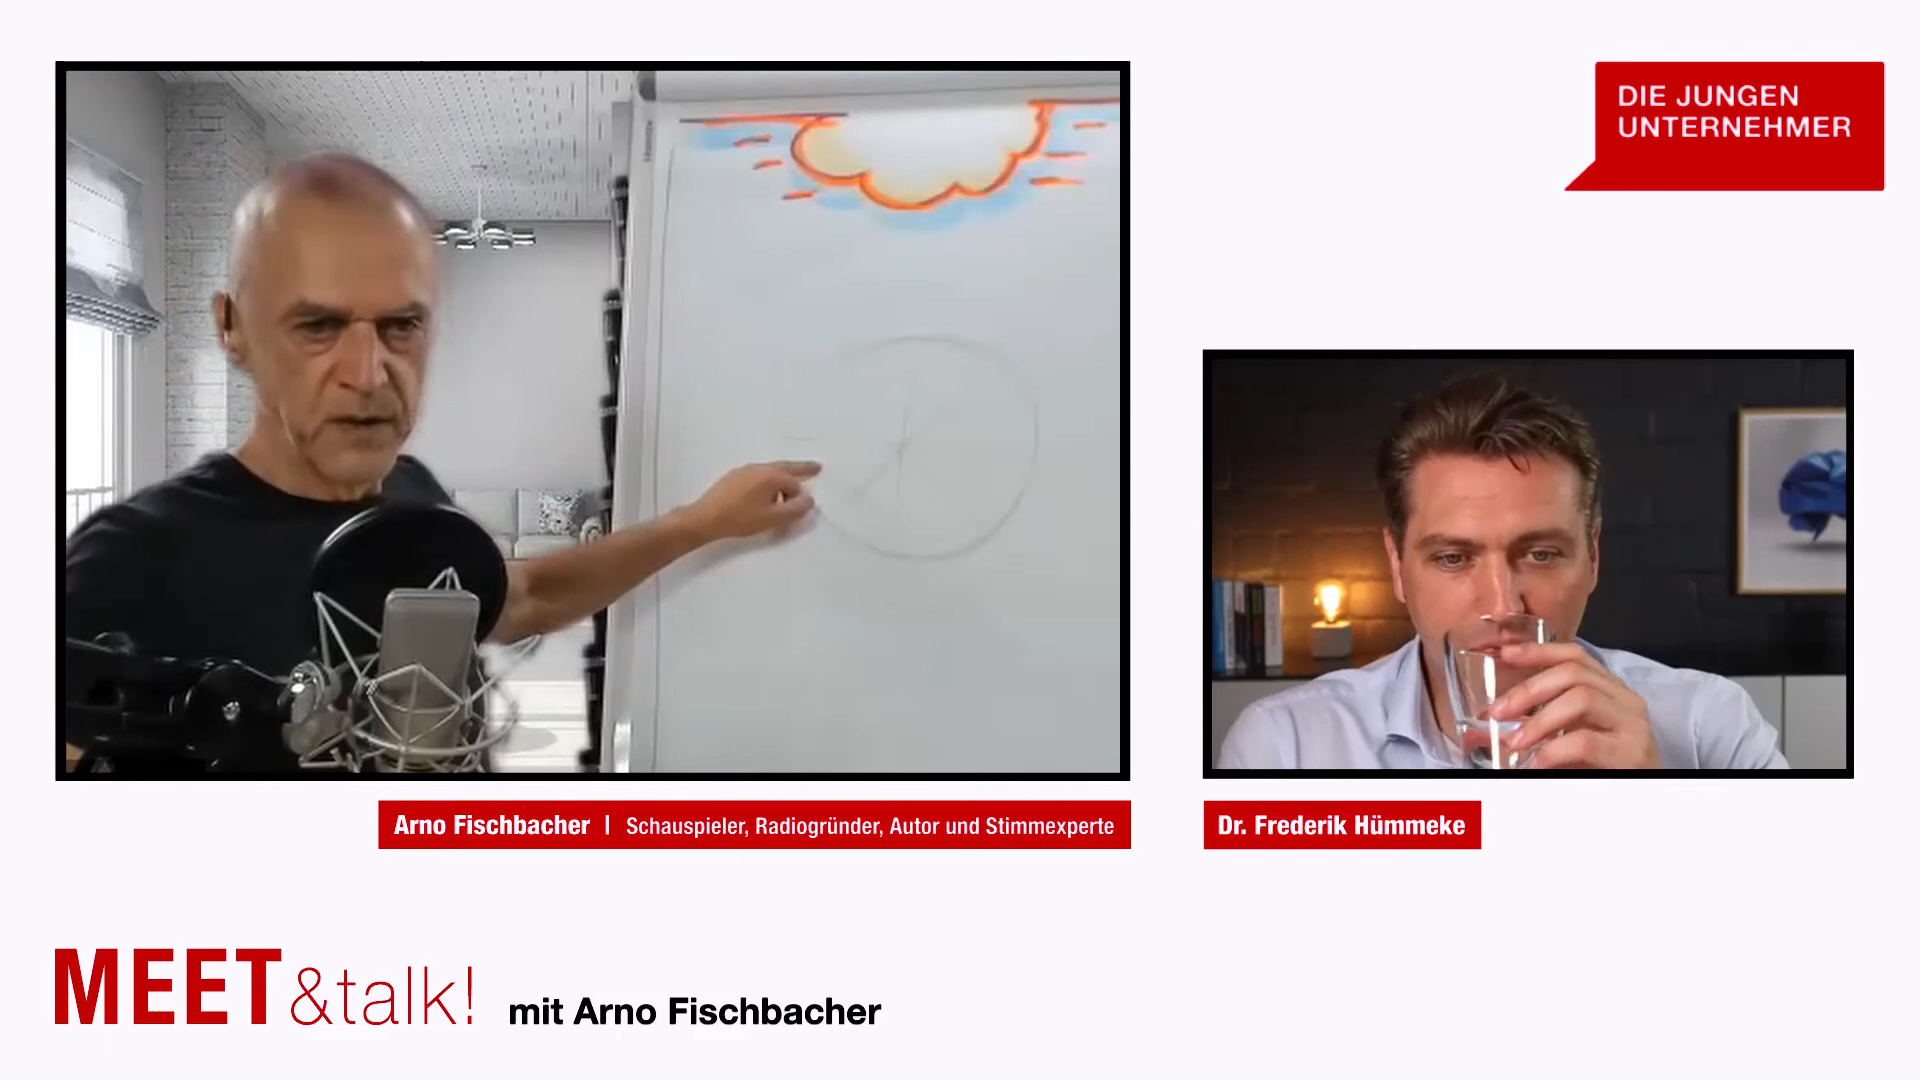 DIE JUNGEN
UNTERNEHMER
Arno Fischbacher | Schauspieler, Radiogründer, Autor und Stimmexperte
Dr. Frederik Hümmeke
MEET&talk! mit Arno Fischbacher